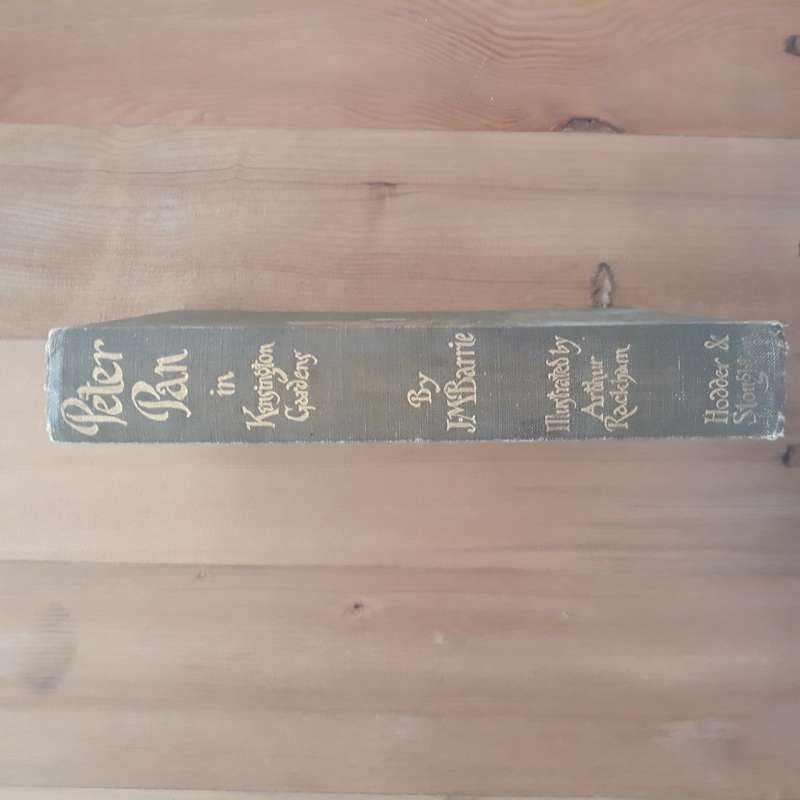 Peter
Pan
in
Kensington
Gardens
By
J.M.Barrie
Illustrated by
Arthur
Rackham
Hodder &
Stoughton